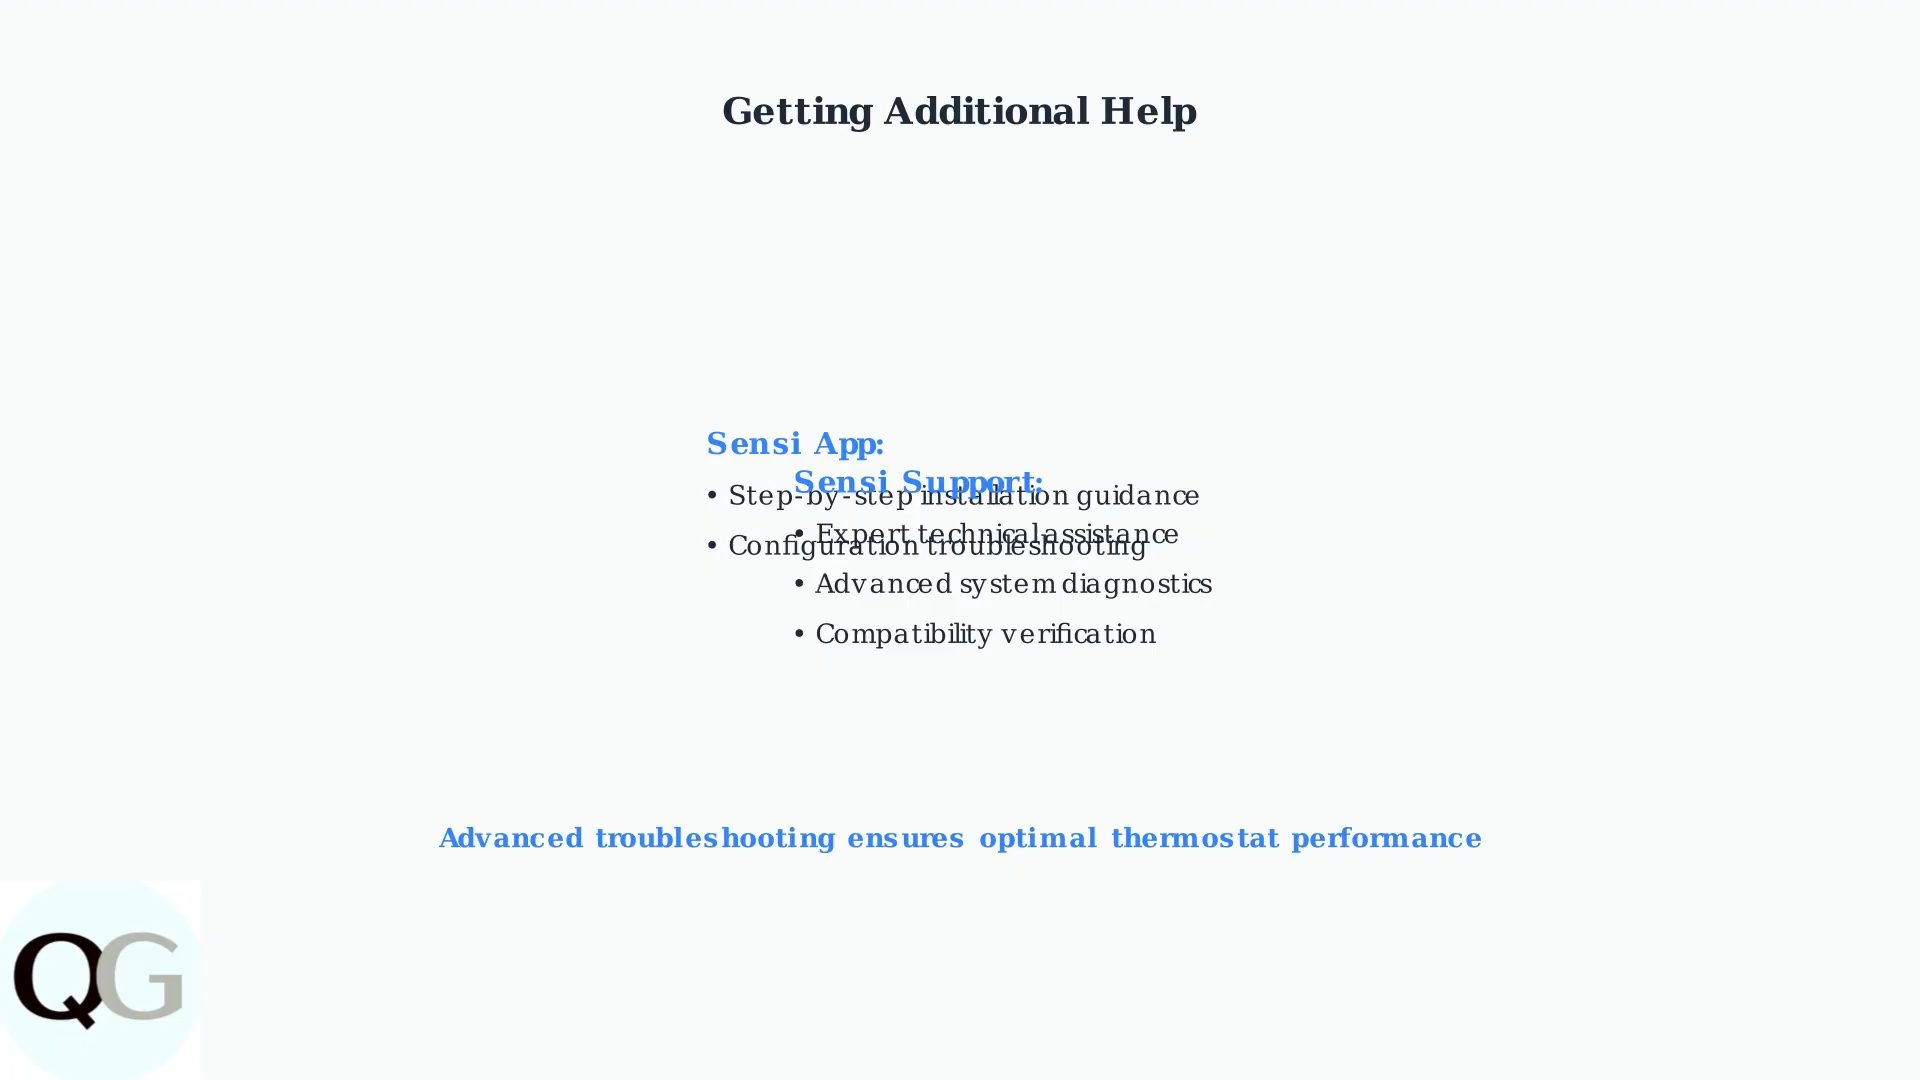 Getting Additional Help
Sensi App:
• Step-by-step installation guidance
• Configuration troubleshooting
Sensi Support:
• Expert technical assistance
• Advanced system diagnostics
• Compatibility verification
Advanced troubleshooting ensures optimal thermostat performance
QG